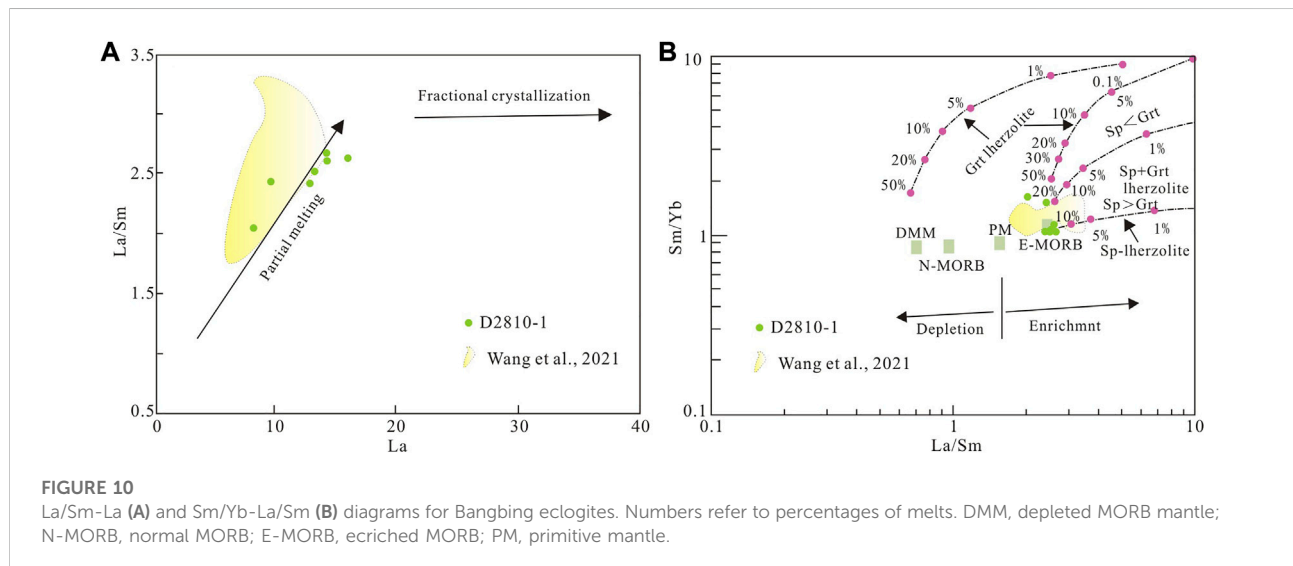 A
3.5
2.5
1.5
0.5
La/Sm
0
10
20
30
40
La
Fractional crystallization
Partial melting
D2810-1
Wang et al., 2021
B
10
1
0.1
Sm/Yb
0.1
1
10
La/Sm
1%
5%
10%
20%
50%
Grt lherzolite
0.1%
5%
10%
20%
30%
50%
Sp<Grt
1%
5%
10%
20%
Sp+Grt
lherzolite
Sp>Grt
10%
5%
1%
Sp-lherzolite
DMM
N-MORB
PM
E-MORB
Depletion
Enrichmnt
D2810-1
Wang et al., 2021
FIGURE 10
La/Sm-La (A) and Sm/Yb-La/Sm (B) diagrams for Bangbing eclogites. Numbers refer to percentages of melts. DMM, depleted MORB mantle;
N-MORB, normal MORB; E-MORB, ecriched MORB; PM, primitive mantle.